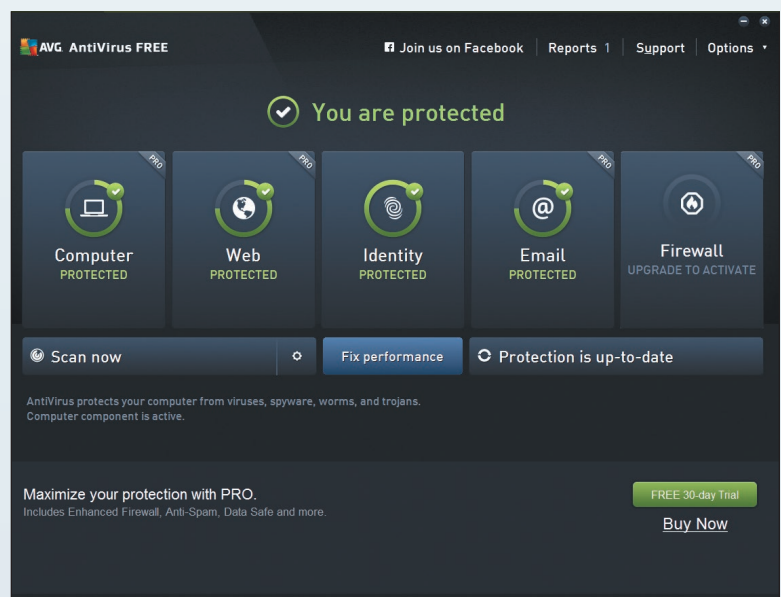 AVG. AntiVirus FREE
Join us on Facebook Reports 1 Support Options
You are protected
PRO PRO PRO PRO
Computer Web Identity Email Firewall
PROTECTED PROTECTED PROTECTED PROTECTED UPGRADE TO ACTIVATE
Scan now Fix performance Protection is up-to-date
AntiVirus protects your computer from viruses, spyware, worms, and trojans.
Computer component is active.
Maximize your protection with PRO.
Includes Enhanced Firewall, Anti-Spam, Data Safe and more.
FREE 30-day Trial
Buy Now